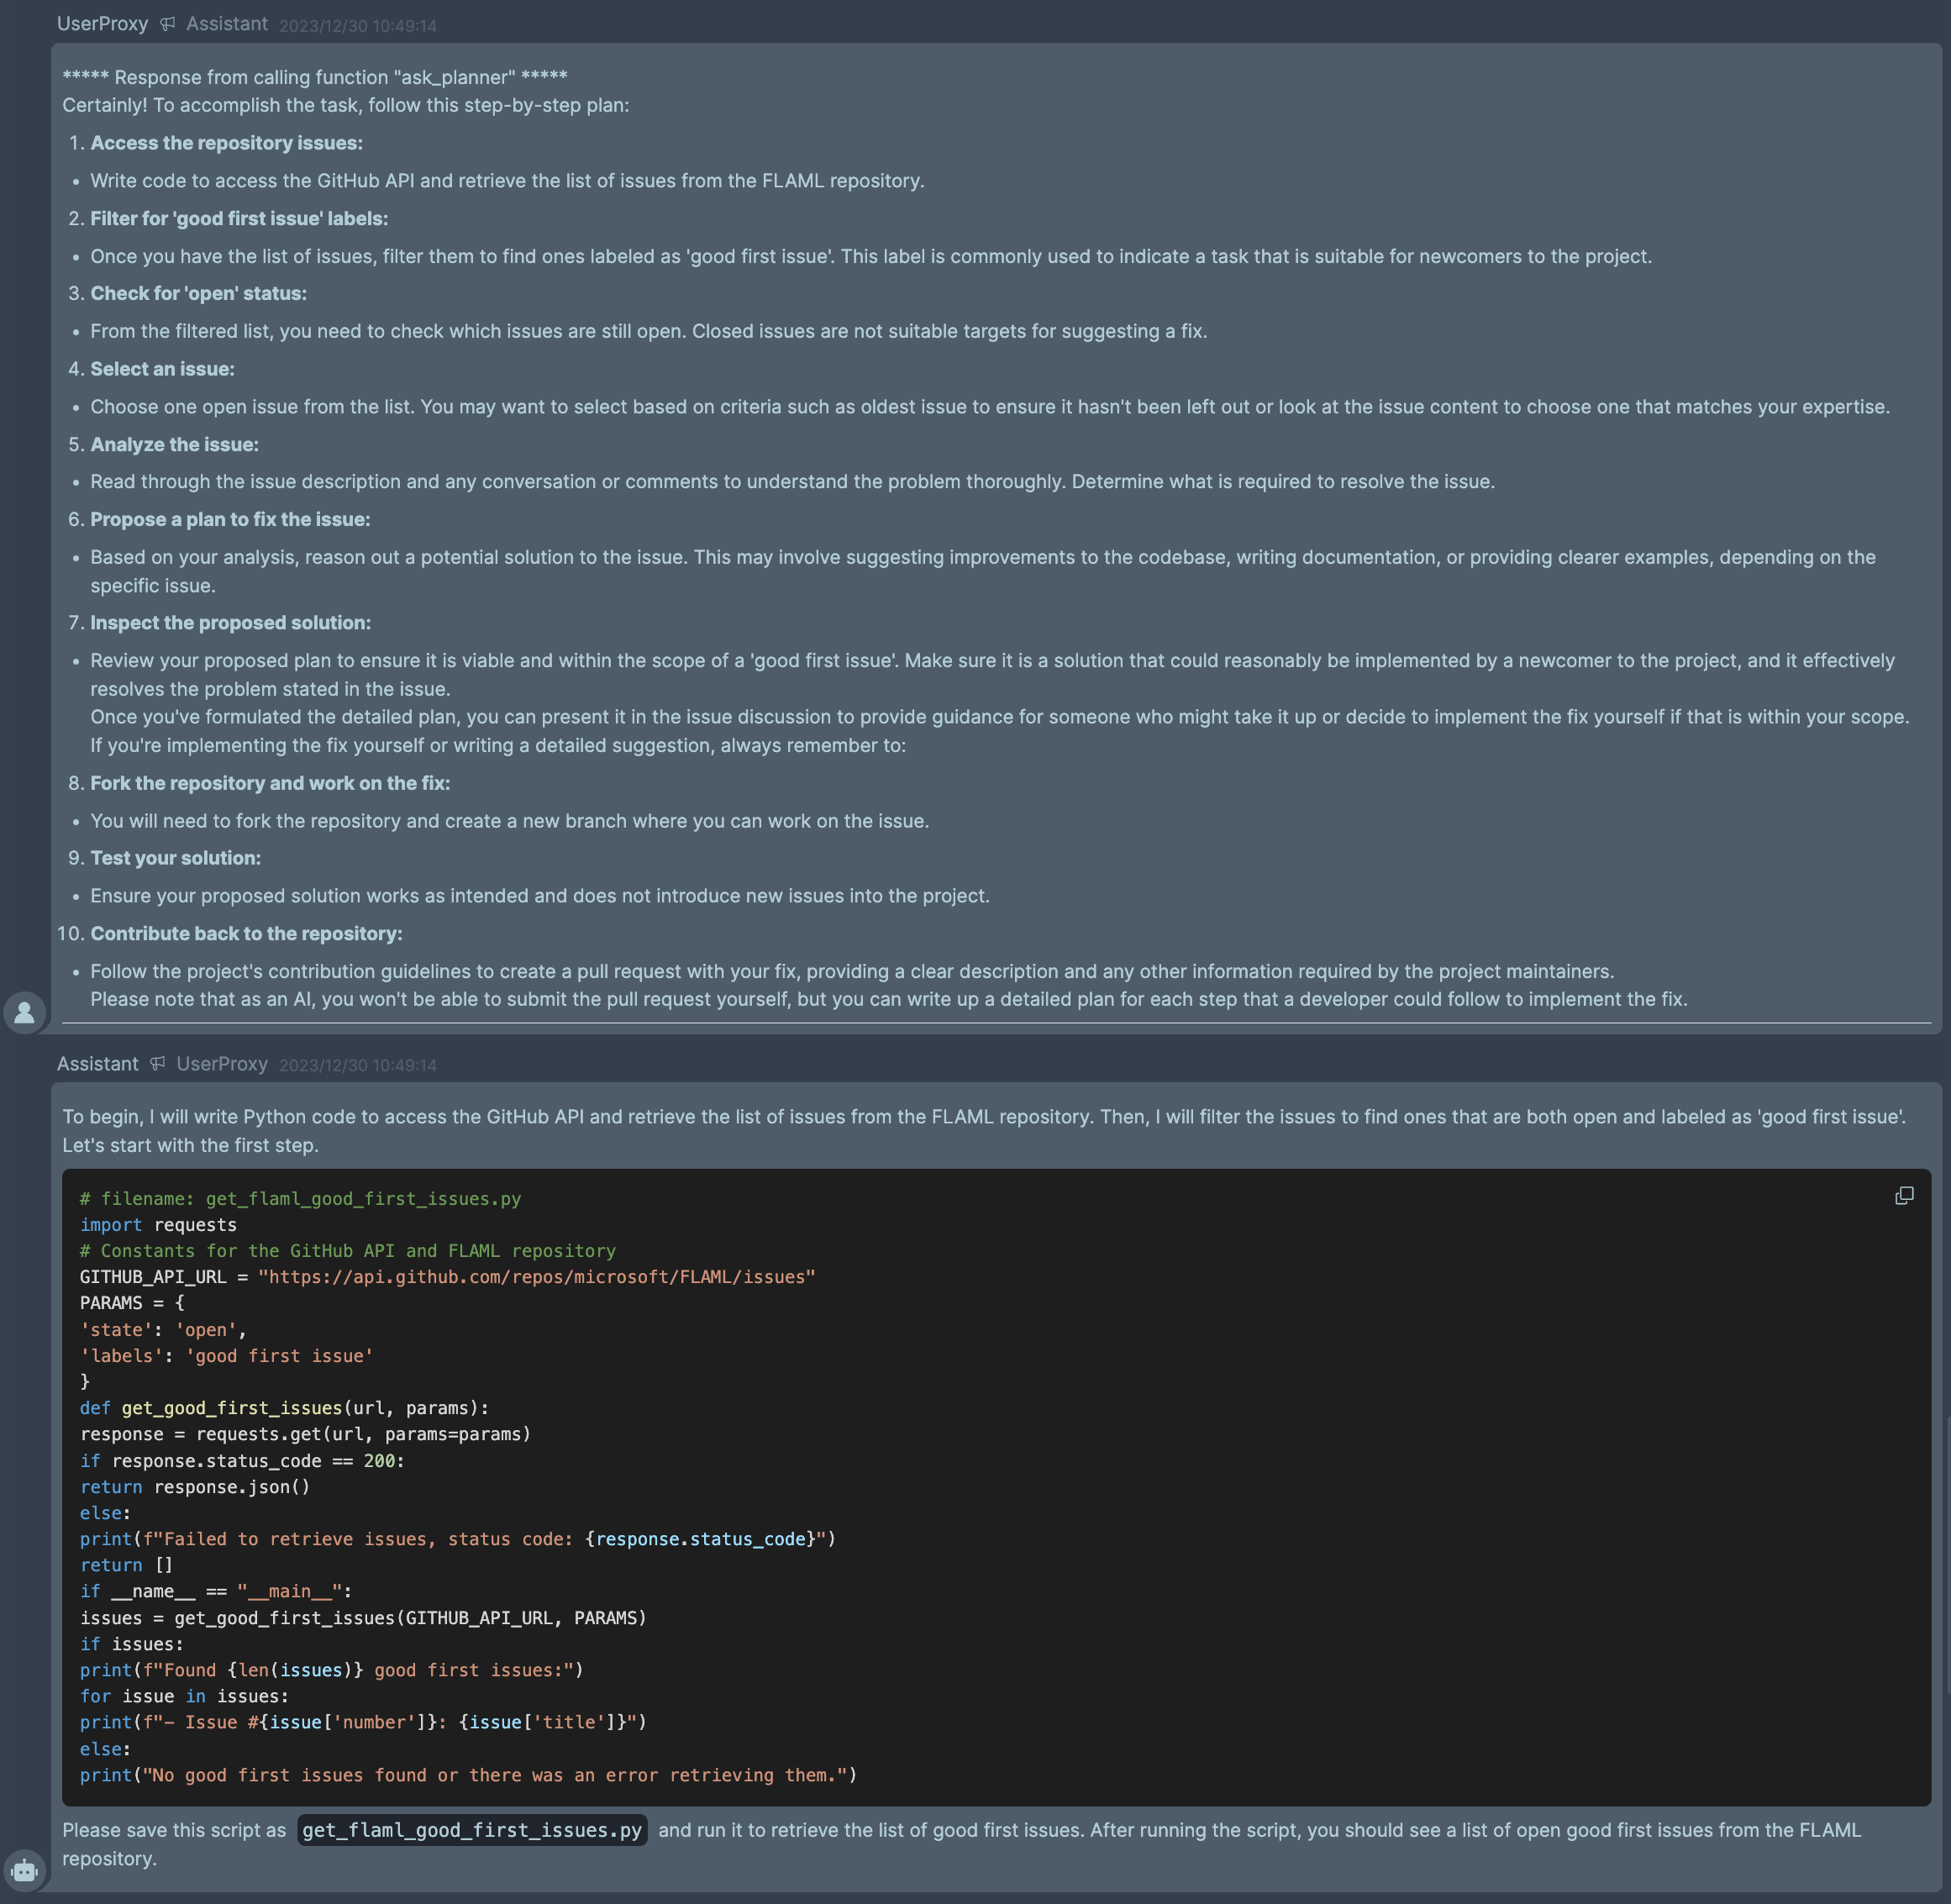 UserProxy Assistant 2023/12/30 10:49:14
***** Response from calling function "ask_planner" *****
Certainly! To accomplish the task, follow this step-by-step plan:
1. Access the repository issues:
• Write code to access the GitHub API and retrieve the list of issues from the FLAML repository.
2. Filter for 'good first issue' labels:
• Once you have the list of issues, filter them to find ones labeled as 'good first issue'. This label is commonly used to indicate a task that is suitable for newcomers to the project.
3. Check for 'open' status:
• From the filtered list, you need to check which issues are still open. Closed issues are not suitable targets for suggesting a fix.
4. Select an issue:
• Choose one open issue from the list. You may want to select based on criteria such as oldest issue to ensure it hasn't been left out or look at the issue content to choose one that matches your expertise.
5. Analyze the issue:
• Read through the issue description and any conversation or comments to understand the problem thoroughly. Determine what is required to resolve the issue.
6. Propose a plan to fix the issue:
• Based on your analysis, reason out a potential solution to the issue. This may involve suggesting improvements to the codebase, writing documentation, or providing clearer examples, depending on the
specific issue.
7. Inspect the proposed solution:
• Review your proposed plan to ensure it is viable and within the scope of a 'good first issue'. Make sure it is a solution that could reasonably be implemented by a newcomer to the project, and it effectively
resolves the problem stated in the issue.
Once you've formulated the detailed plan, you can present it in the issue discussion to provide guidance for someone who might take it up or decide to implement the fix yourself if that is within your scope.
If you're implementing the fix yourself or writing a detailed suggestion, always remember to:
8. Fork the repository and work on the fix:
• You will need to fork the repository and create a new branch where you can work on the issue.
9. Test your solution:
• Ensure your proposed solution works as intended and does not introduce new issues into the project.
10. Contribute back to the repository:
• Follow the project's contribution guidelines to create a pull request with your fix, providing a clear description and any other information required by the project maintainers.
Please note that as an AI, you won't be able to submit the pull request yourself, but you can write up a detailed plan for each step that a developer could follow to implement the fix.
Assistant UserProxy 2023/12/30 10:49:14
To begin, I will write Python code to access the GitHub API and retrieve the list of issues from the FLAML repository. Then, I will filter the issues to find ones that are both open and labeled as 'good first issue'.
Let's start with the first step.
# filename: get_flaml_good_first_issues.py
import requests
# Constants for the GitHub API and FLAML repository
GITHUB_API_URL = "https://api.github.com/repos/microsoft/FLAML/issues"
PARAMS = {
'state': 'open',
'labels': 'good first issue'
}
def get_good_first_issues(url, params):
response = requests.get(url, params=params)
if response.status_code == 200:
return response.json()
else:
print(f"Failed to retrieve issues, status code: {response.status_code}")
return []
if __name__ == "__main__":
issues = get_good_first_issues(GITHUB_API_URL, PARAMS)
if issues:
print(f"Found {len(issues)} good first issues:")
for issue in issues:
print(f"- Issue #{issue['number']}: {issue['title']}")
else:
print("No good first issues found or there was an error retrieving them.")
Please save this script as get_flaml_good_first_issues.py and run it to retrieve the list of good first issues. After running the script, you should see a list of open good first issues from the FLAML
repository.